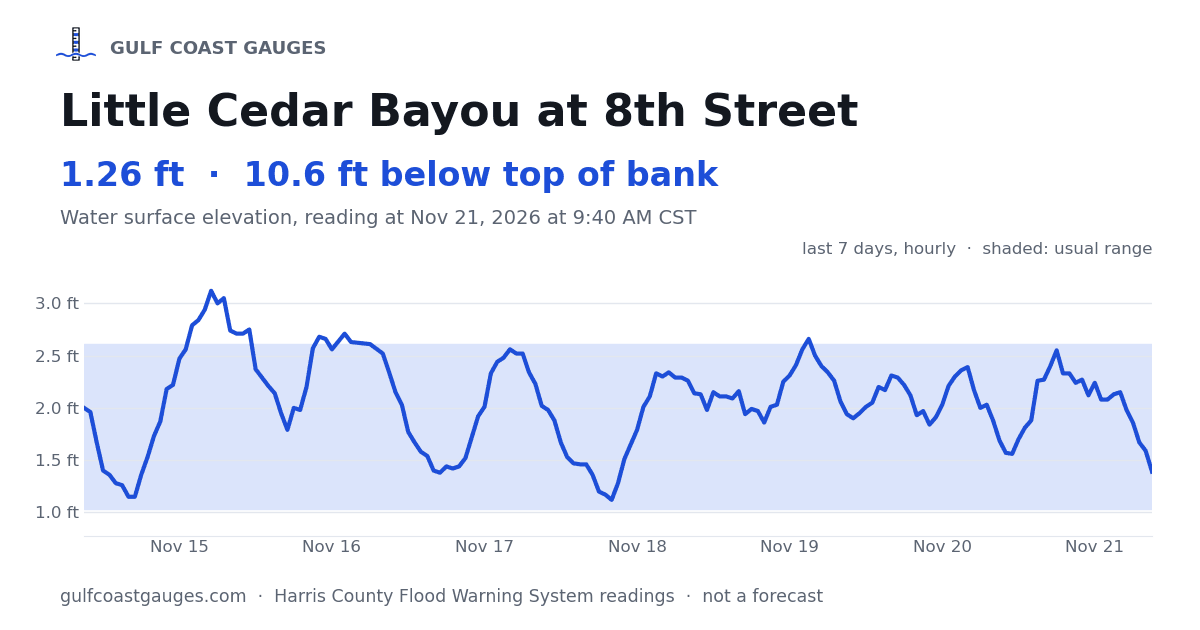 GULF COAST GAUGES
Little Cedar Bayou at 8th Street
1.26 ft · 10.6 ft below top of bank
Water surface elevation, reading at Nov 21, 2026 at 9:40 AM CST
last 7 days, hourly · shaded: usual range
3.0 ft
2.5 ft
2.0 ft
1.5 ft
1.0 ft
Nov 15 Nov 16 Nov 17 Nov 18 Nov 19 Nov 20 Nov 21
gulfcoastgauges.com · Harris County Flood Warning System readings · not a forecast